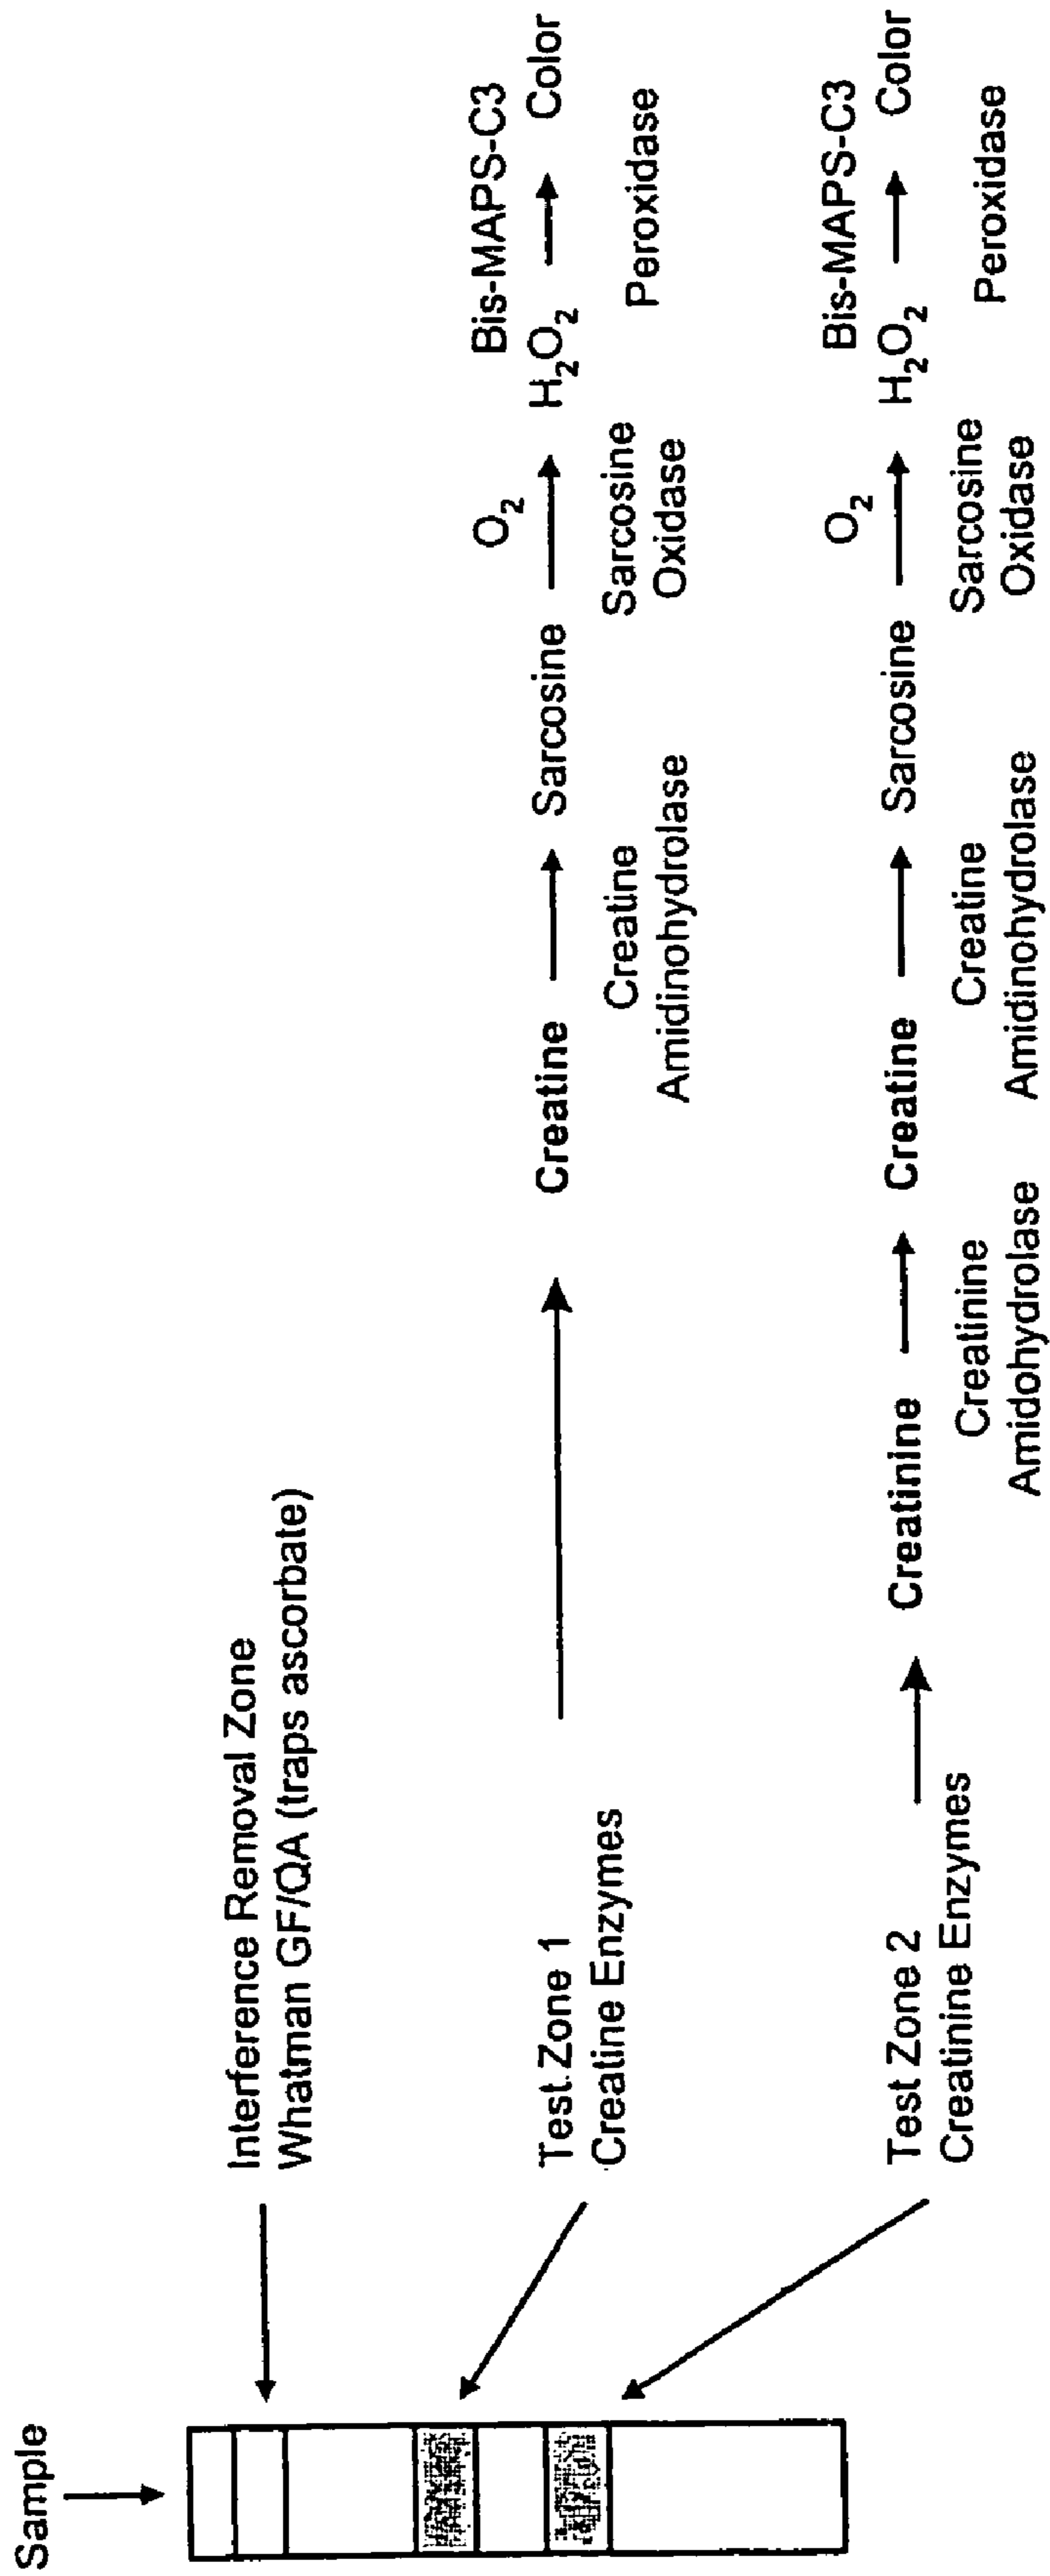 Sample
Interference Removal Zone
Whatman GF/QA (traps ascorbate)
Test Zone 1
Creatine Enzymes
Creatine
Creatine
Amidinohydrolase
Sarcosine
O2
Sarcosine
Oxidase
H2O2
Bis-MAPS-C3
Color
Peroxidase
Test Zone 2
Creatinine Enzymes
Creatinine
Creatinine
Amidohydrolase
Creatine
Creatine
Amidinohydrolase
Sarcosine
O2
Sarcosine
Oxidase
H2O2
Bis-MAPS-C3
Color
Peroxidase